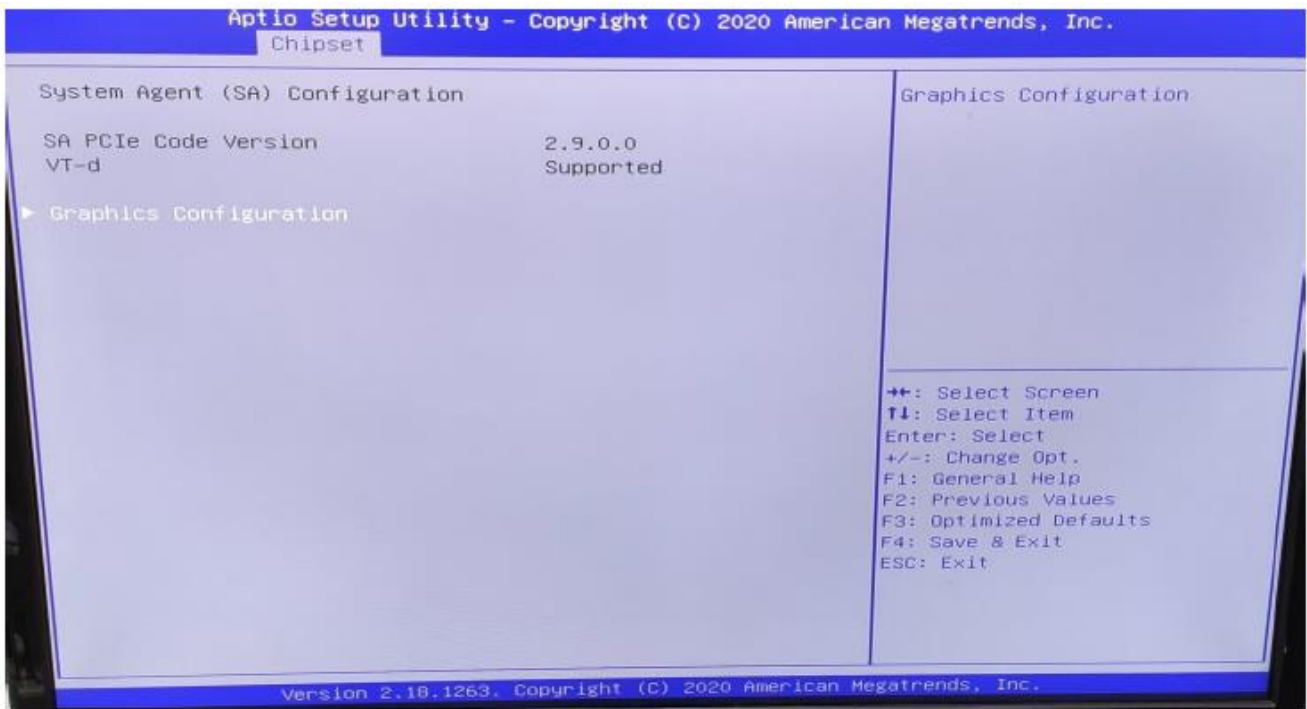 Aptio Setup Utility – Copyright (C) 2020 American Megatrends, Inc.
Chipset
System Agent (SA) Configuration
SA PCIe Code Version 2.9.0.0
VT-d Supported
► Graphics Configuration
Graphics Configuration
→←: Select Screen
↑↓: Select Item
Enter: Select
+/-: Change Opt.
F1: General Help
F2: Previous Values
F3: Optimized Defaults
F4: Save & Exit
ESC: Exit
Version 2.18.1263. Copyright (C) 2020 American Megatrends, Inc.